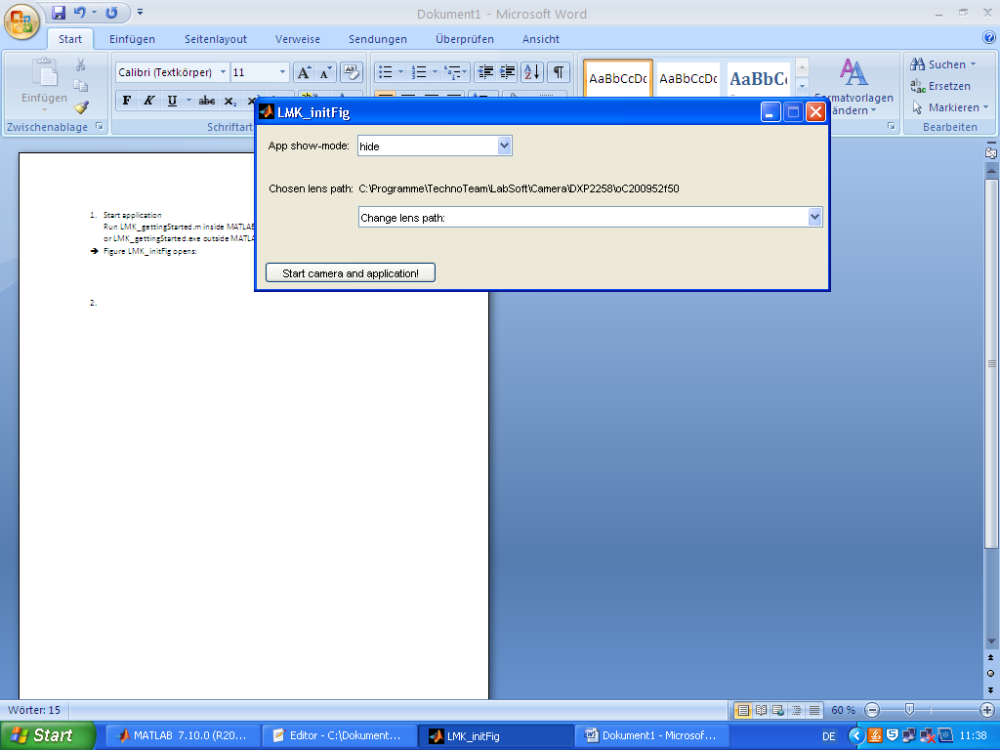 Dokument1 - Microsoft Word
Start Einfügen Seitenlayout Verweise Sendungen Überprüfen Ansicht
Einfügen
Zwischenablage
Calibri (Textkörper) 11
F K U abc x₂
Schriftart
AaBbCcDc AaBbCcDc AaBbC
ändern
Suchen
Ersetzen
Markieren
Bearbeiten
LMK_initFig
App show-mode: hide
Chosen lens path: C:\Programme\TechnoTeam\LabSoft\Camera\DXP2258\oC200952f50
Change lens path:
Start camera and application!
1. Start application
Run LMK_gettingStarted.m inside MATLAB
or LMK_gettingStarted.exe outside MATLA
➔ Figure LMK_initFig opens:
2.
Wörter: 15
60 %
Start
MATLAB 7.10.0 (R20...
Editor - C:\Dokument...
LMK_initFig
Dokument1 - Microsof...
DE
11:38